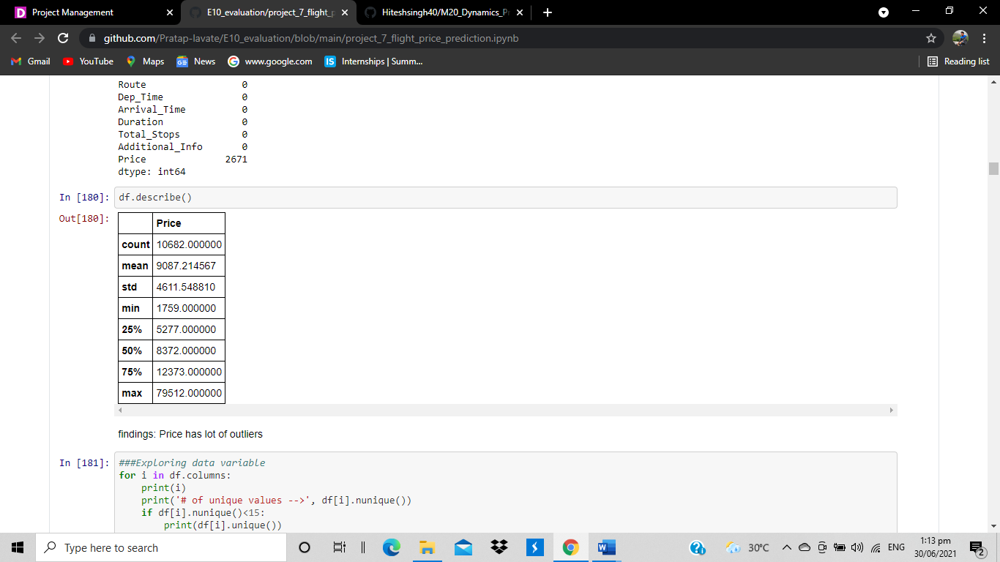 Project Management
E10_evaluation/project_7_flight_p
Hiteshsingh40/M20_Dynamics_Pr
github.com/Pratap-lavate/E10_evaluation/blob/main/project_7_flight_price_prediction.ipynb
Gmail YouTube Maps News www.google.com Internships | Summ... Reading list
Route 0
Dep_Time 0
Arrival_Time 0
Duration 0
Total_Stops 0
Additional_Info 0
Price 2671
dtype: int64
In [180]: df.describe()
Out[180]:
Price
count 10682.000000
mean 9087.214567
std 4611.548810
min 1759.000000
25% 5277.000000
50% 8372.000000
75% 12373.000000
max 79512.000000
findings: Price has lot of outliers
In [181]: ###Exploring data variable
for i in df.columns:
print(i)
print('# of unique values -->', df[i].nunique())
if df[i].nunique()<15:
print(df[i].unique())
Type here to search
30°C ENG 1:13 pm
30/06/2021
2